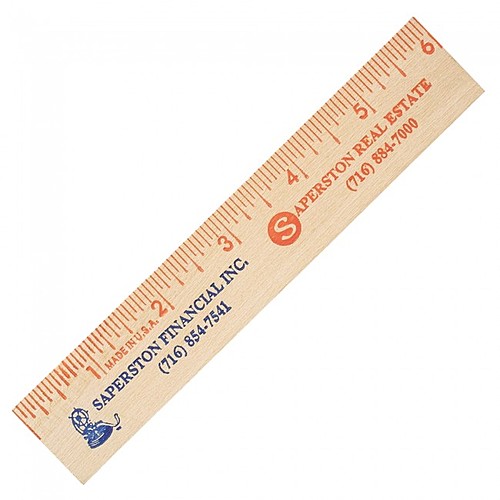 1 2 3 4 5 6
MADE IN U.S.A.
SAPERSTON FINANCIAL INC.
(716) 854-7541
S SAPERSTON REAL ESTATE
(716) 884-7000